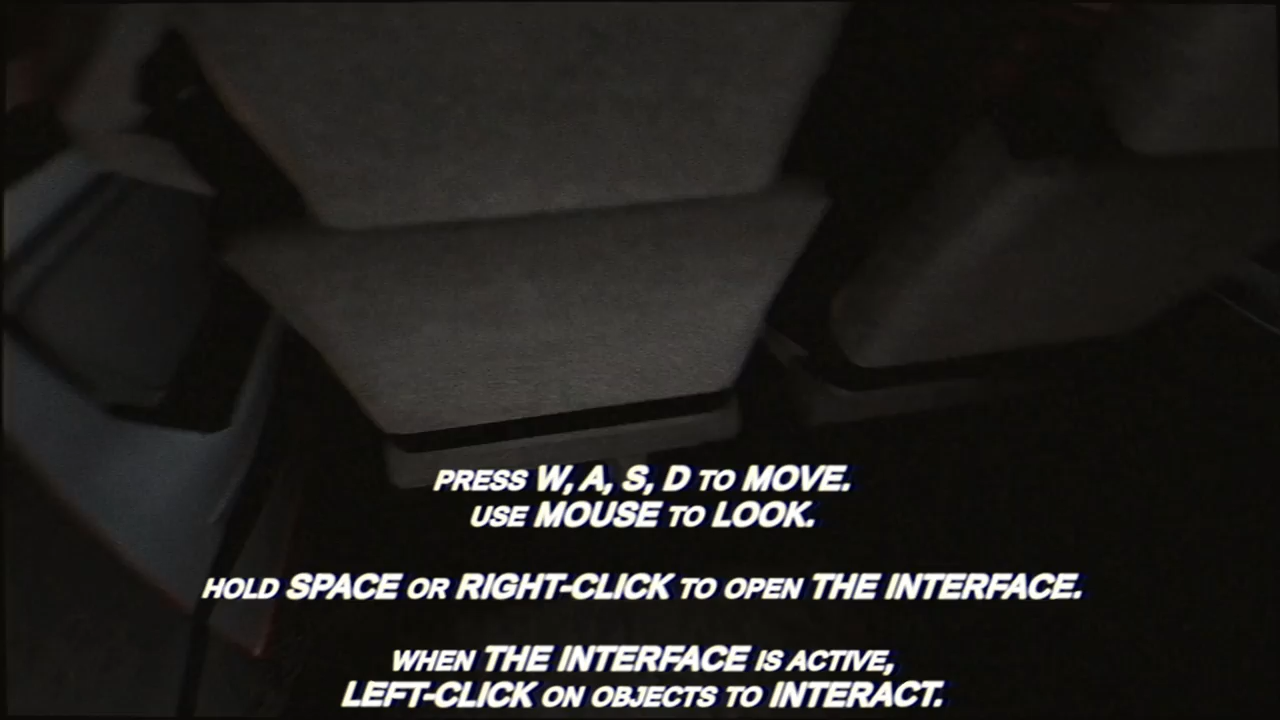 PRESS W, A, S, D TO MOVE.
USE MOUSE TO LOOK.
HOLD SPACE OR RIGHT-CLICK TO OPEN THE INTERFACE.
WHEN THE INTERFACE IS ACTIVE,
LEFT-CLICK ON OBJECTS TO INTERACT.